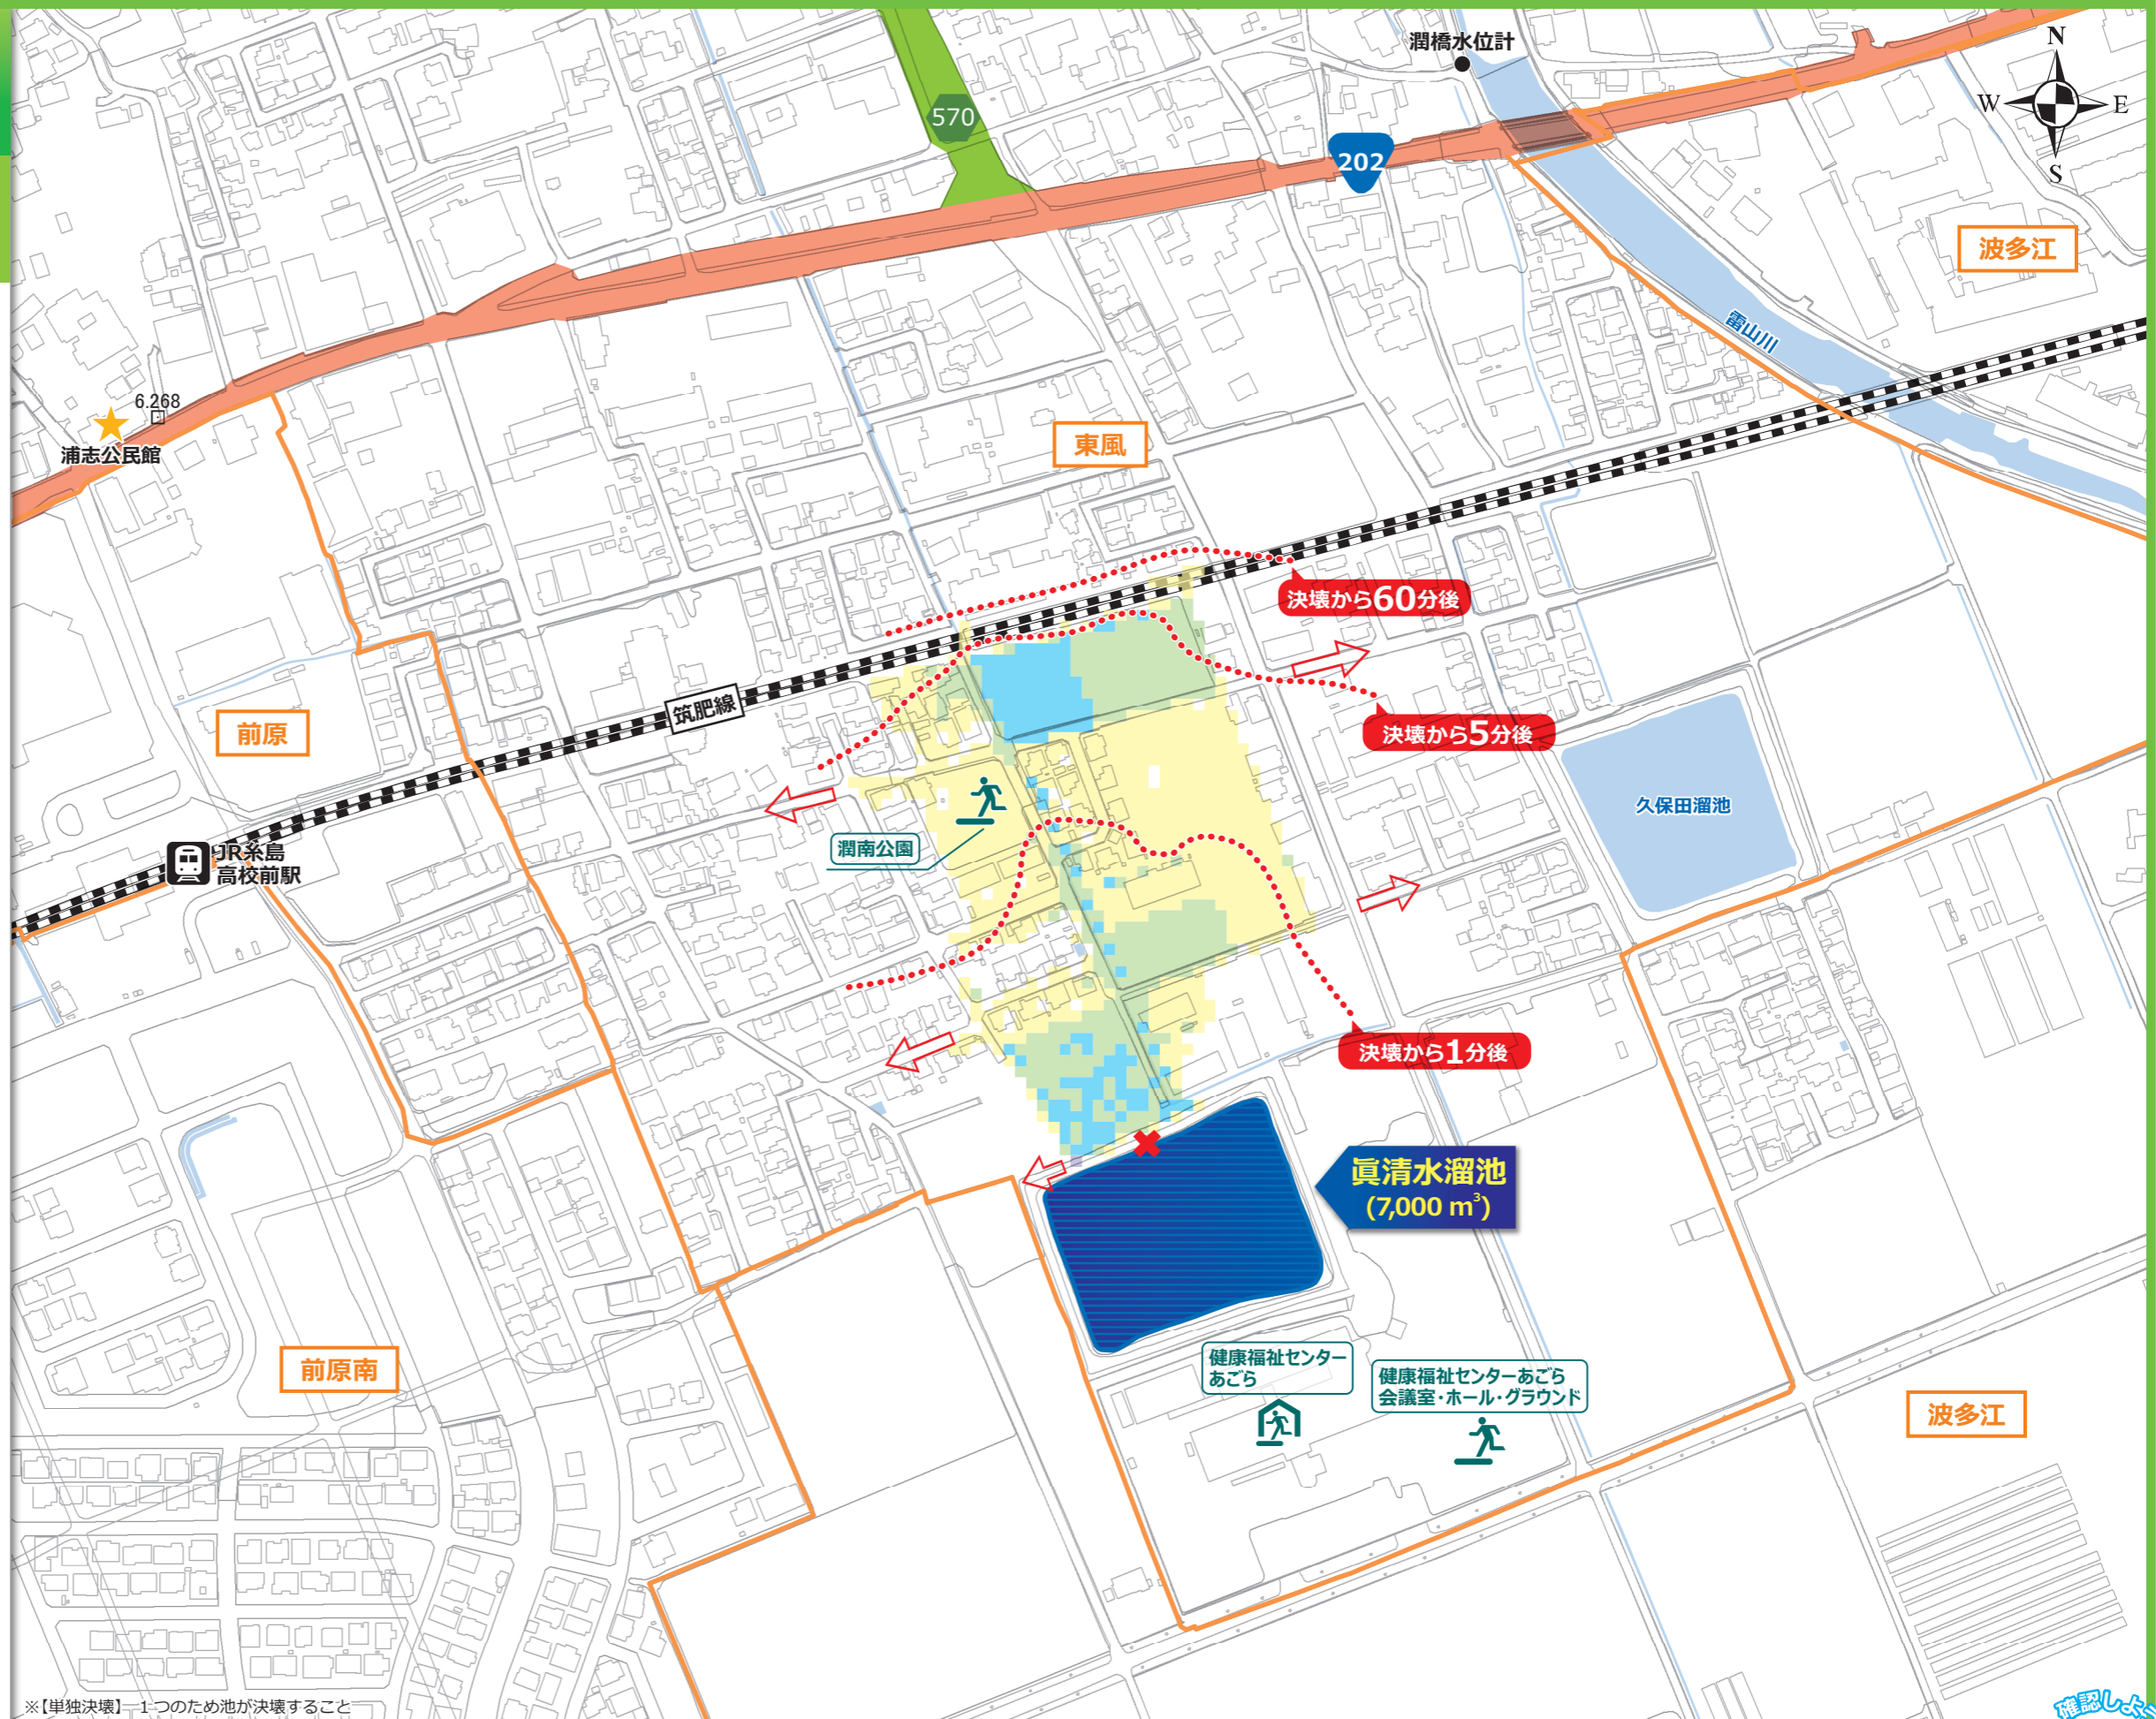 潤橋水位計
N
W
E
S
570
202
波多江
雷山川
6.268
浦志公民館
東風
決壊から60分後
筑肥線
前原
決壊から5分後
久保田溜池
潤南公園
JR糸島
高校前駅
決壊から1分後
眞清水溜池
(7,000 m³)
健康福祉センター
あごら
健康福祉センターあごら
会議室・ホール・グラウンド
前原南
波多江
※【単独決壊】 1つのため池が決壊すること
確認しよう